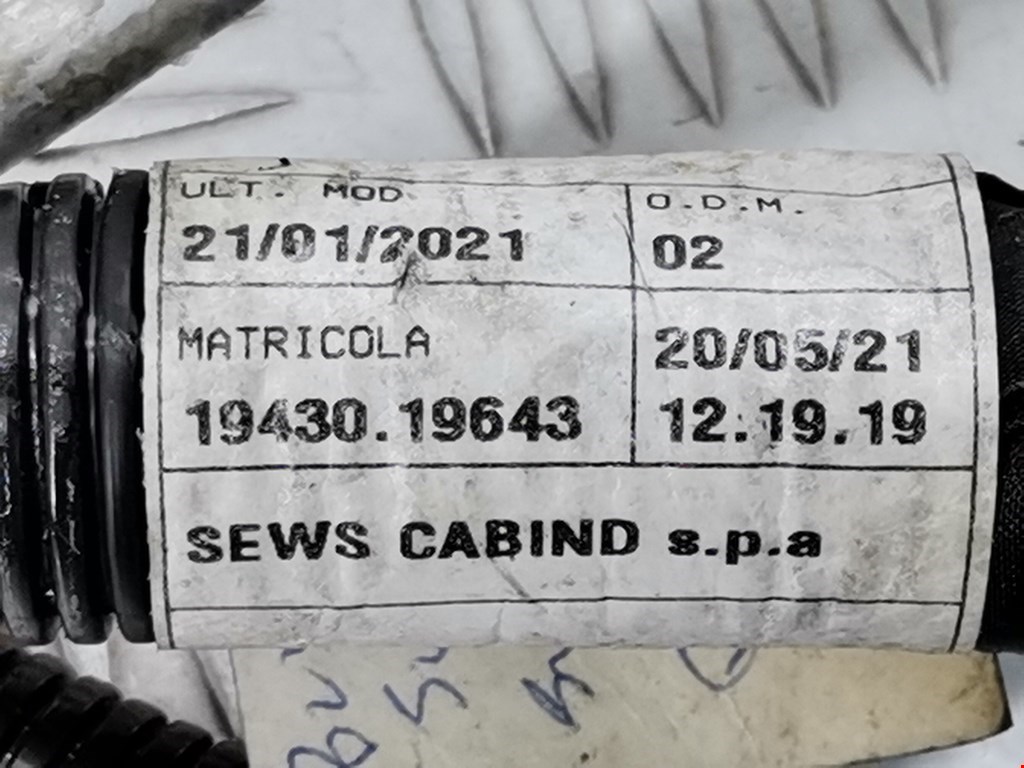 ULT. MOD.
O.D.M.
21/01/2021
02
MATRICOLA
20/05/21
19430.19643
12.19.19
SEWS CABIND s.p.a